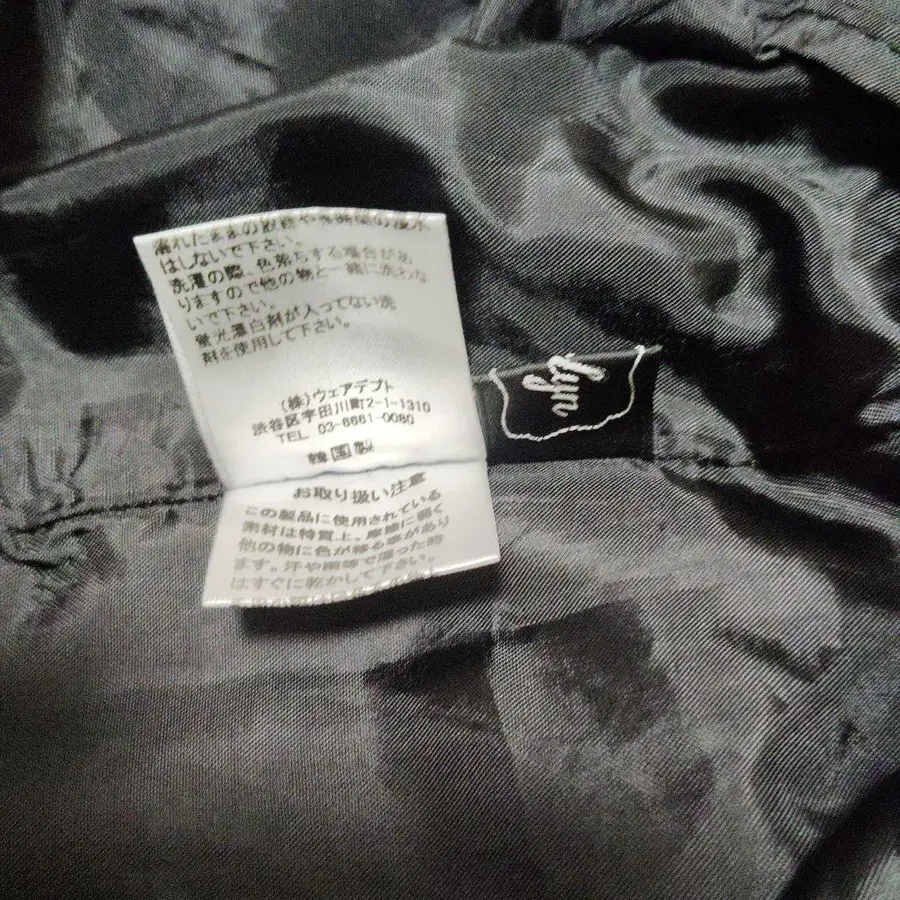 濡れたままの放置や長時間の浸水
はしないで下さい。
洗濯の際、色落ちする場合があ
りますので他の物と一緒に洗わな
いで下さい。
蛍光漂白剤が入ってない洗
剤を使用して下さい。
(株)ウェアデプト
渋谷区宇田川町2-1-1310
TEL 03-6661-0080
韓国製
お取り扱い注意
この製品に使用されている
素材は特質上、摩擦に弱く
他の物に色が移る事があり
ます。汗や雨等で湿った時
はすぐに乾かして下さい。
lyn